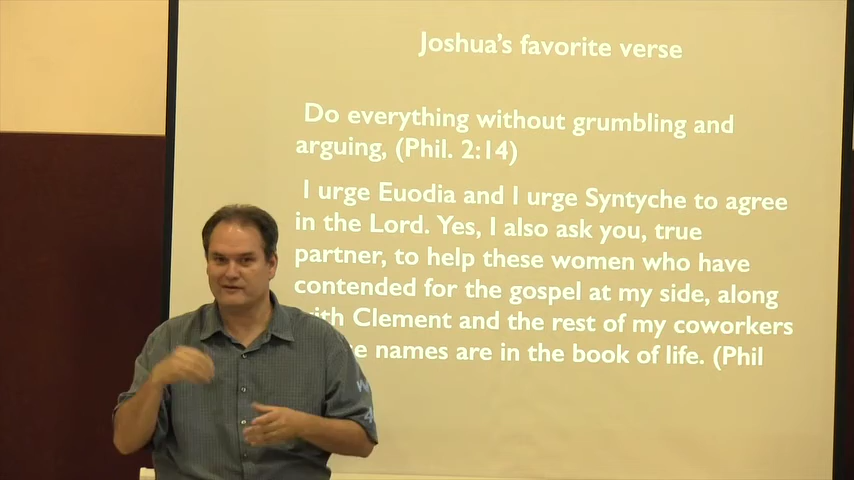 Joshua's favorite verse
Do everything without grumbling and
arguing, (Phil. 2:14)
I urge Euodia and I urge Syntyche to agree
in the Lord. Yes, I also ask you, true
partner, to help these women who have
contended for the gospel at my side, along
Clement and the rest of my coworkers
names are in the book of life. (Phil